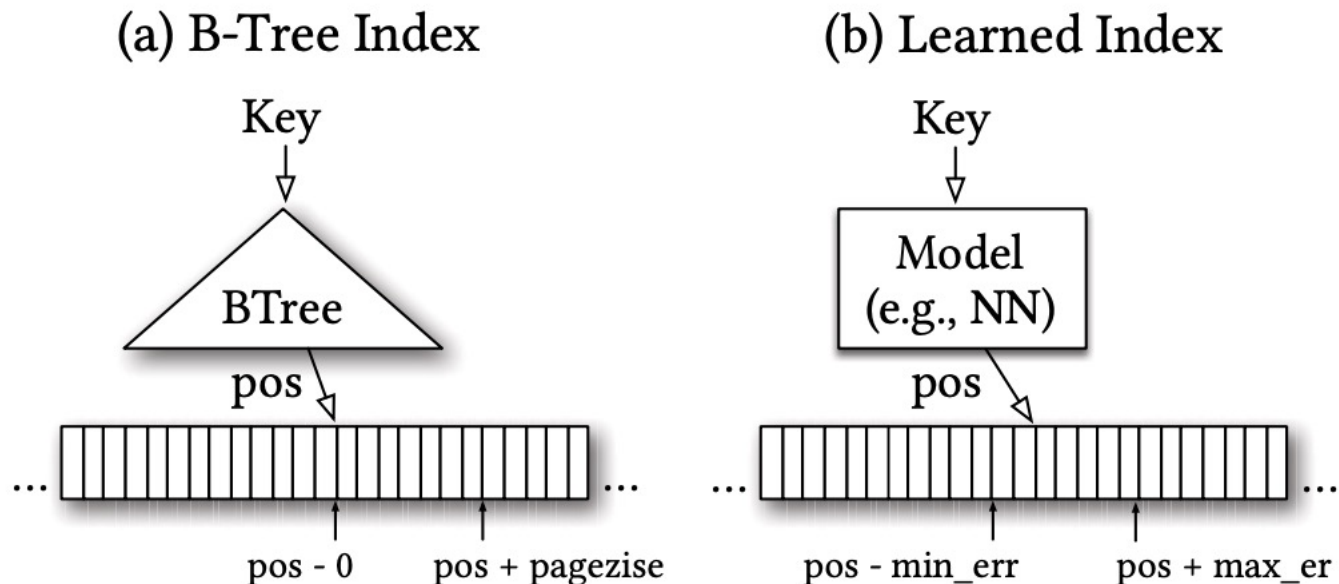 (a) B-Tree Index
Key
BTree
pos
...
...
pos - 0
pos + pagezise
(b) Learned Index
Key
Model
(e.g., NN)
pos
...
...
pos - min_err
pos + max_er